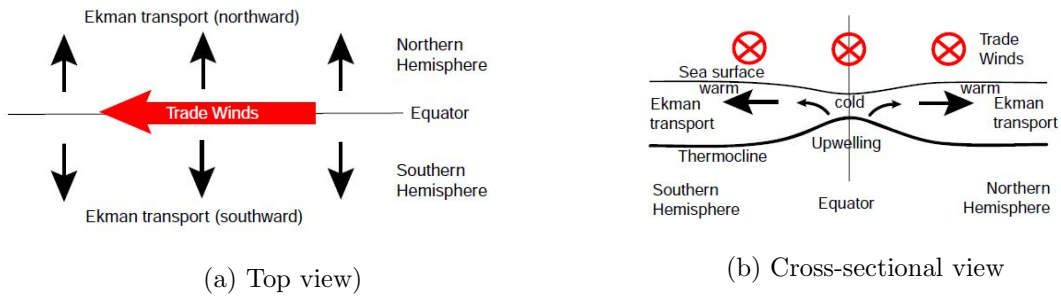 Ekman transport (northward)
Northern
Hemisphere
Trade Winds
Equator
Southern
Hemisphere
Ekman transport (southward)
(a) Top view)
Trade
Winds
Sea surface
warm
warm
cold
Ekman
transport
Ekman
transport
Upwelling
Thermocline
Southern
Hemisphere
Equator
Northern
Hemisphere
(b) Cross-sectional view